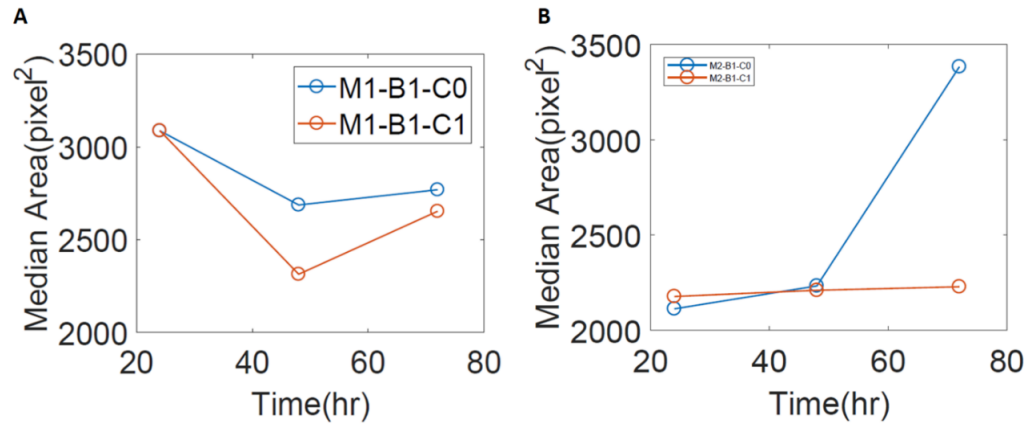 A
3500
3000
2500
2000
20 40 60 80
Median Area(pixel²)
Time(hr)
M1-B1-C0
M1-B1-C1
B
3500
3000
2500
2000
20 40 60 80
Median Area(pixel²)
Time(hr)
M2-B1-C0
M2-B1-C1